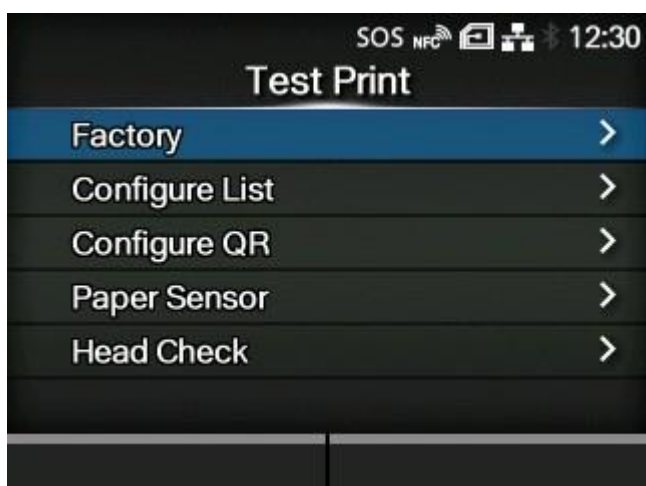 SOS NFC 12:30
Test Print
Factory
Configure List
Configure QR
Paper Sensor
Head Check